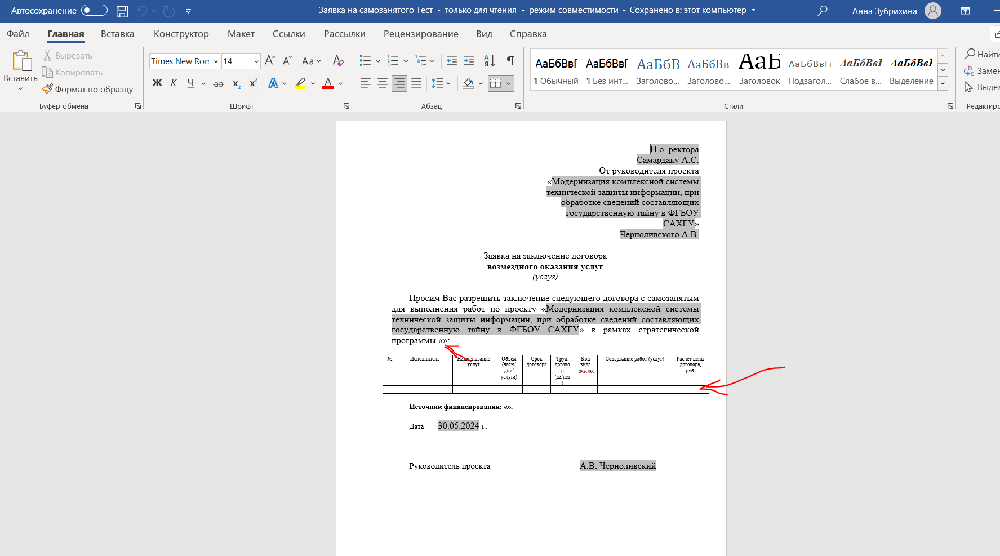 Автосохранение
Заявка на самозанятого Тест - только для чтения - режим совместимости - Сохранено в: этот компьютер
Анна Зубрихина
Файл Главная Вставка Конструктор Макет Ссылки Рассылки Рецензирование Вид Справка
Вставить
Вырезать
Копировать
Формат по образцу
Буфер обмена
Times New Rom 14
Aa
Ж К Ч ab x₂ x² A A
Шрифт
Абзац
АаБбВвГ АаБбВвГ АаБбВ АаБбВв АаБ АаБбВвГ АаБбВвІ АаБбВвІ
¶ Обычный ¶ Без инт... Заголово... Заголово... Заголовок Подзагол... Слабое в... Выделение
Стили
Найти
Замен
Выдел
Редактиро
И.о. ректора
Самардаку А.С.
От руководителя проекта
«Модернизация комплексной системы
технической защиты информации, при
обработке сведений составляющих
государственную тайну в ФГБОУ
САХГУ»
Черноливского А.В.
Заявка на заключение договора
возмездного оказания услуг
(услуг)
Просим Вас разрешить заключение следующего договора с самозанятым
для выполнения работ по проекту «Модернизация комплексной системы
технической защиты информации, при обработке сведений составляющих
государственную тайну в ФГБОУ САХГУ» в рамках стратегической
программы «»:
№
Исполнитель
Наименование
услуг
Объем
(часы/
дни/
услуга)
Срок
договора
Труд.
догово
р
(да/нет
)
Код
вида
дея-ти
Содержание работ (услуг)
Расчет цены
договора,
руб.
Источник финансирования: «».
Дата 30.05.2024 г.
Руководитель проекта __________ А.В. Черноливский